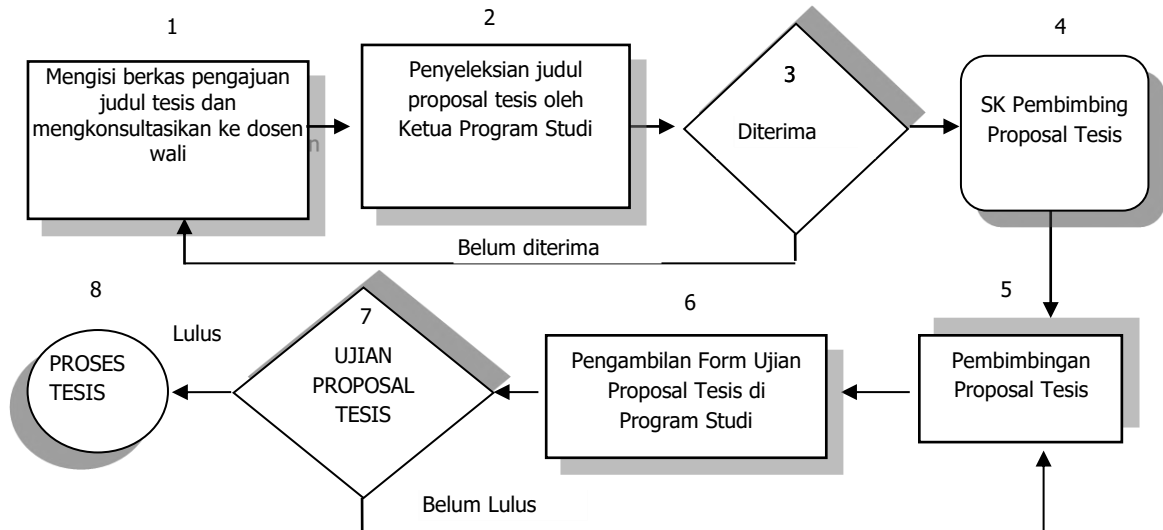 1
Mengisi berkas pengajuan
judul tesis dan
mengkonsultasikan ke dosen
wali
n
2
Penyeleksian judul
proposal tesis oleh
Ketua Program Studi
3
Diterima
4
SK Pembimbing
Proposal Tesis
Belum diterima
8
PROSES
TESIS
Lulus
7
UJIAN
PROPOSAL
TESIS
6
Pengambilan Form Ujian
Proposal Tesis di
Program Studi
5
Pembimbingan
Proposal Tesis
Belum Lulus